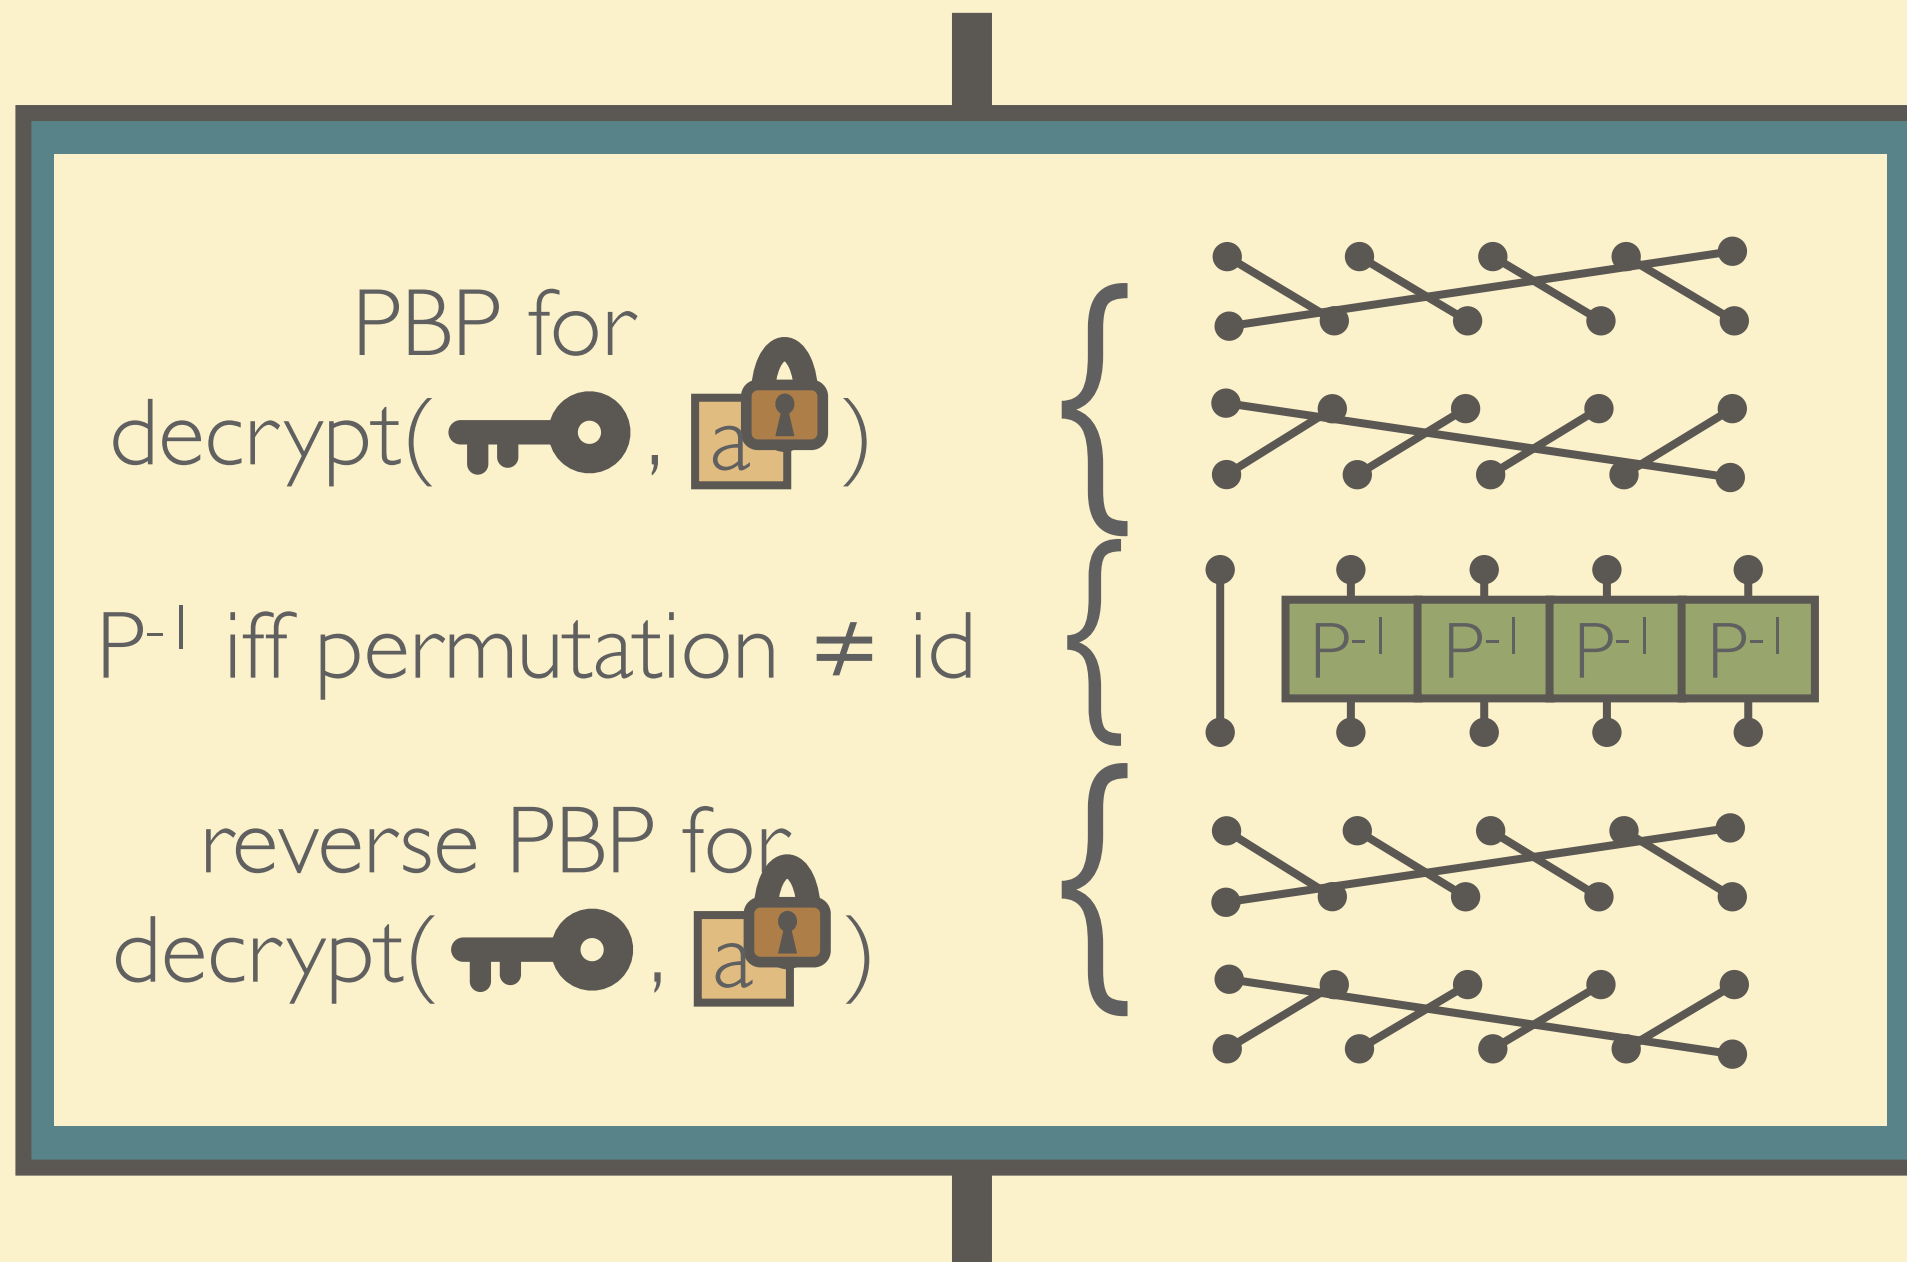 PBP for
decrypt( , a )
P-1 iff permutation ≠ id
P-1 P-1 P-1 P-1
reverse PBP for
decrypt( , a )